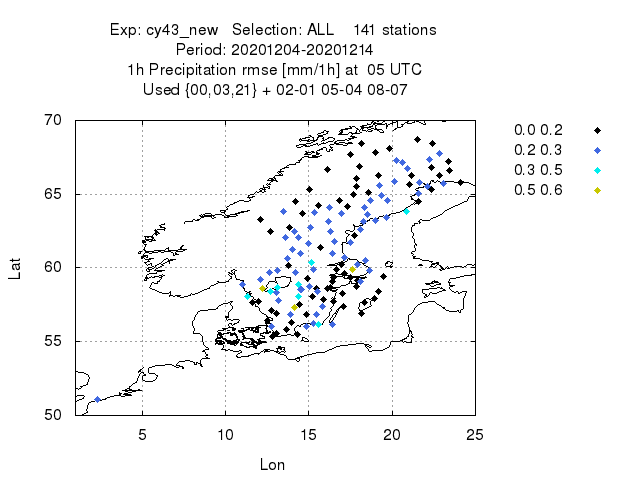 Exp: cy43_new Selection: ALL 141 stations
Period: 20201204-20201214
1h Precipitation rmse [mm/1h] at 05 UTC
Used {00,03,21} + 02-01 05-04 08-07
70
65
60
55
50
Lat
5 10 15 20 25
Lon
0.0 0.2
0.2 0.3
0.3 0.5
0.5 0.6